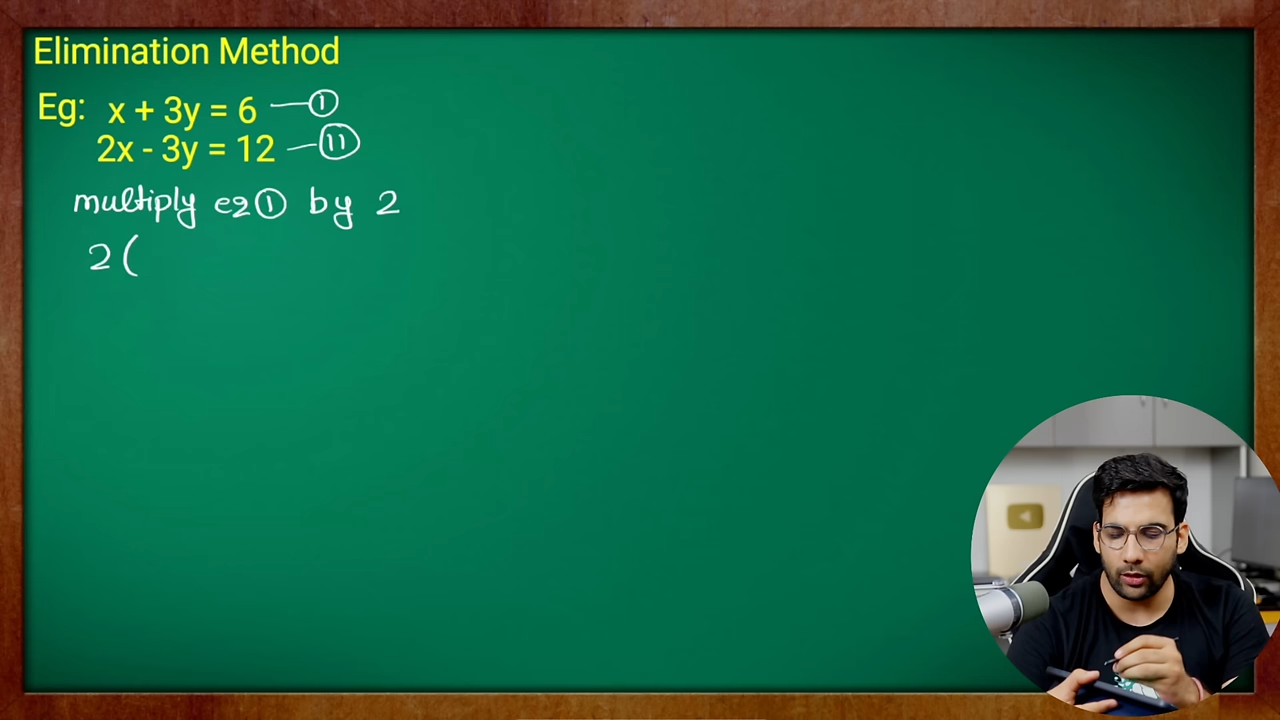 Elimination Method
Eg: x + 3y = 6 —①
2x - 3y = 12 —⑪
multiply eq① by 2
2(